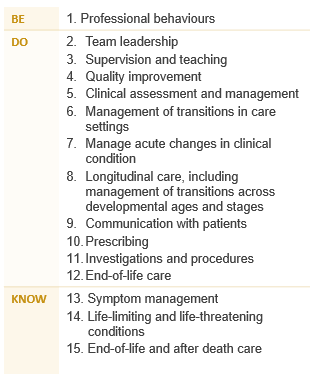 BE 1. Professional behaviours
DO 2. Team leadership
3. Supervision and teaching
4. Quality improvement
5. Clinical assessment and management
6. Management of transitions in care
settings
7. Manage acute changes in clinical
condition
8. Longitudinal care, including
management of transitions across
developmental ages and stages
9. Communication with patients
10. Prescribing
11. Investigations and procedures
12. End-of-life care
KNOW 13. Symptom management
14. Life-limiting and life-threatening
conditions
15. End-of-life and after death care